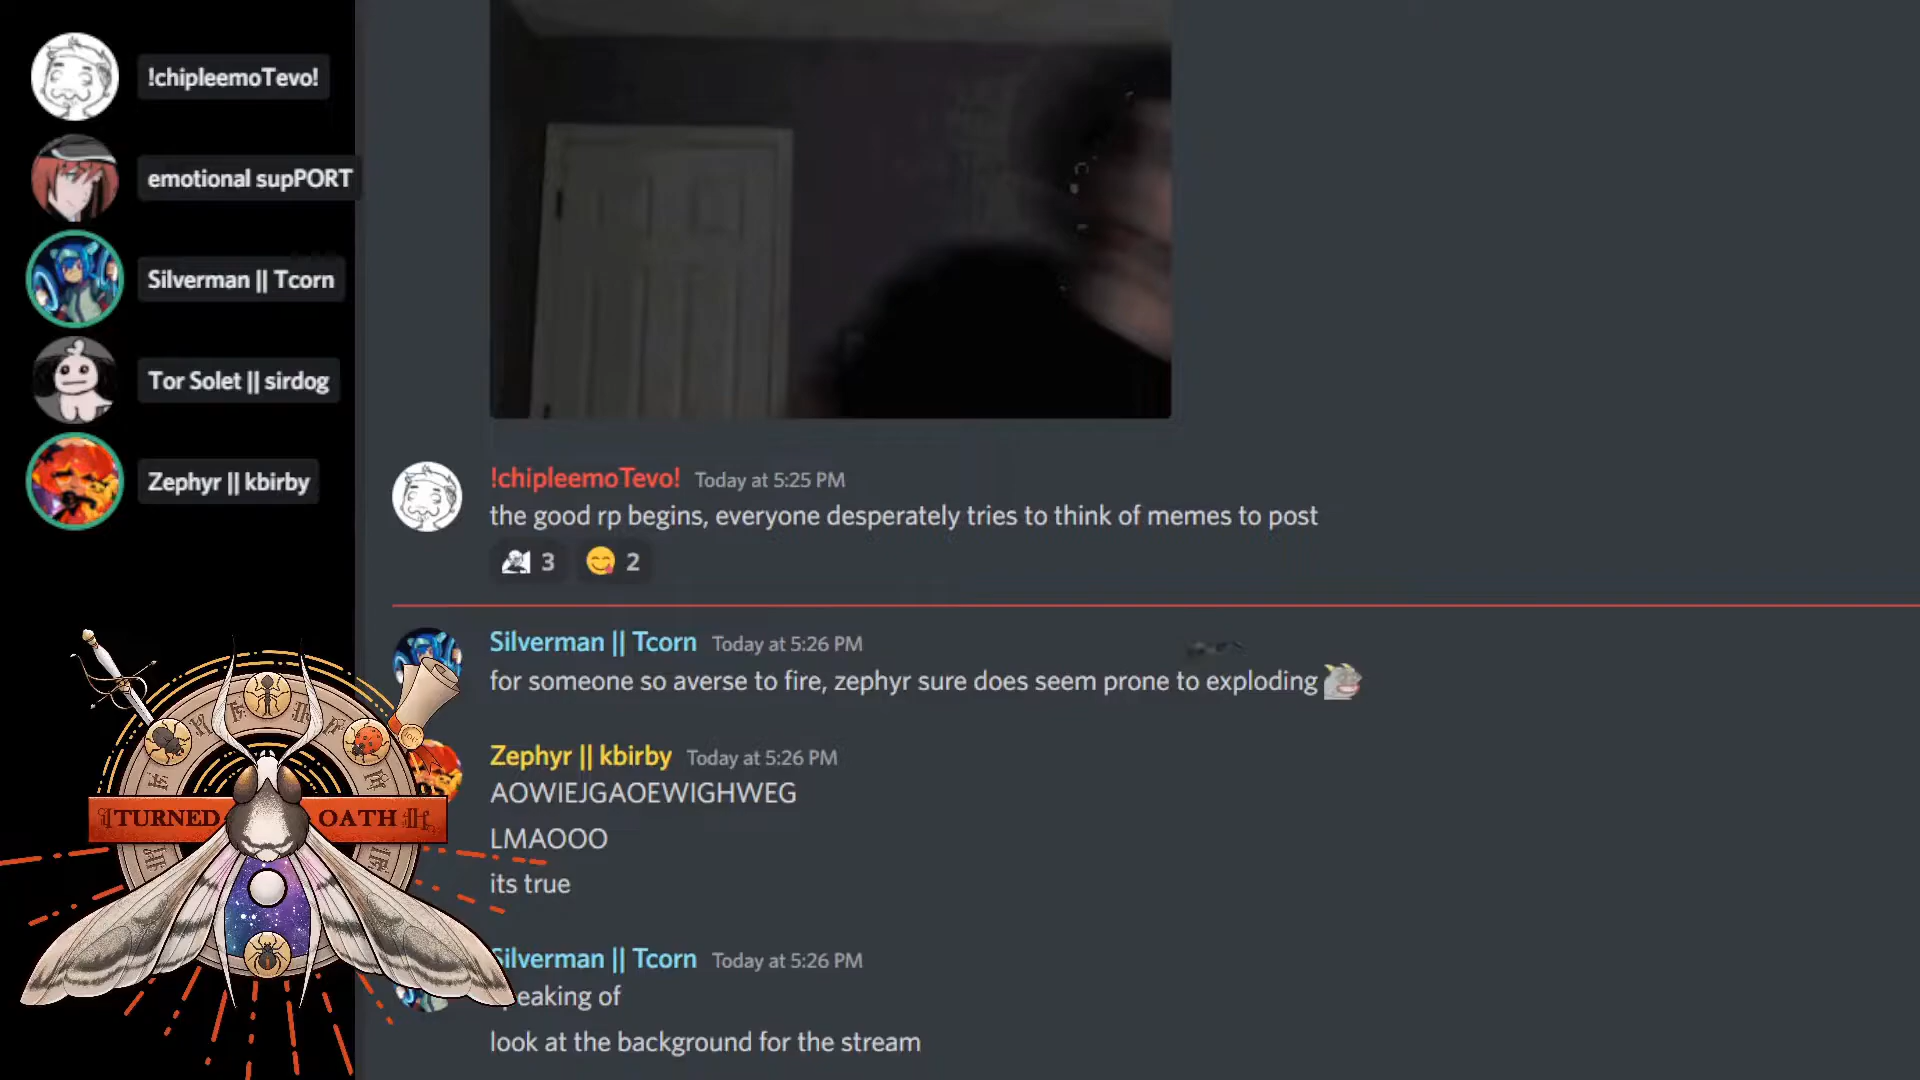 !chipleemoTevo!
emotional supPORT
Silverman || Tcorn
Tor Solet || sirdog
Zephyr || kbirby
!chipleemoTevo! Today at 5:25 PM
the good rp begins, everyone desperately tries to think of memes to post
3 2
Silverman || Tcorn Today at 5:26 PM
for someone so averse to fire, zephyr sure does seem prone to exploding
Zephyr || kbirby Today at 5:26 PM
AOWIEJGAOEWIGHWEG
LMAOOO
its true
Silverman || Tcorn Today at 5:26 PM
peaking of
look at the background for the stream
TURNED OATH